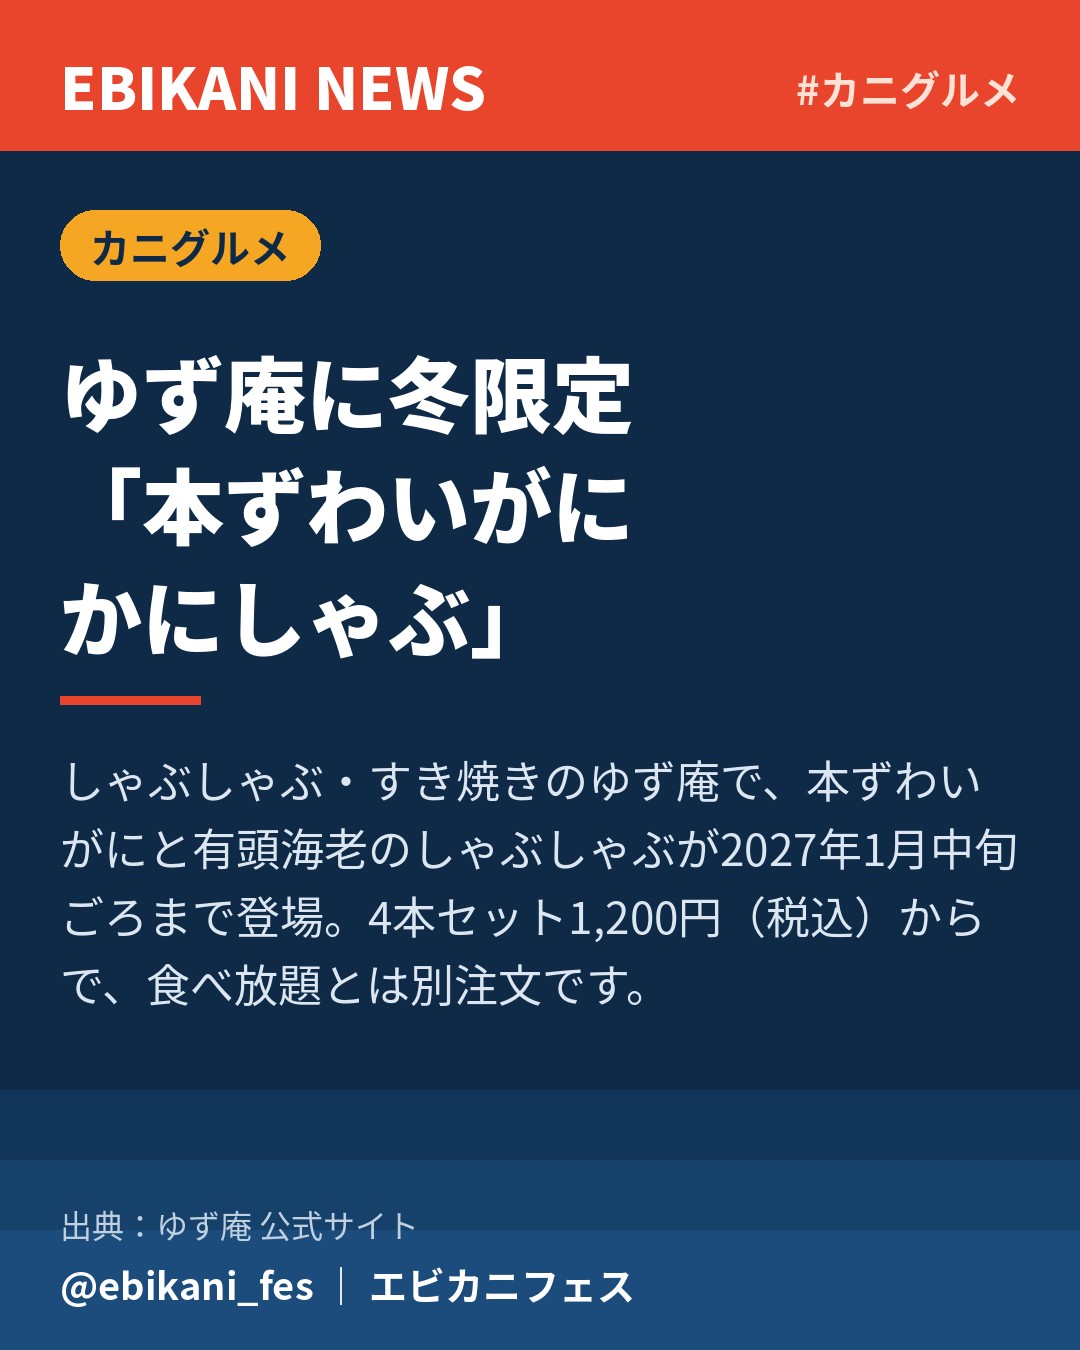 EBIKANI NEWS
#カニグルメ
カニグルメ
ゆず庵に冬限定
「本ずわいがに
かにしゃぶ」
しゃぶしゃぶ・すき焼きのゆず庵で、本ずわい
がにと有頭海老のしゃぶしゃぶが2027年1月中旬
ごろまで登場。4本セット1,200円（税込）から
で、食べ放題とは別注文です。
出典：ゆず庵 公式サイト
@ebikani_fes ｜ エビカニフェス